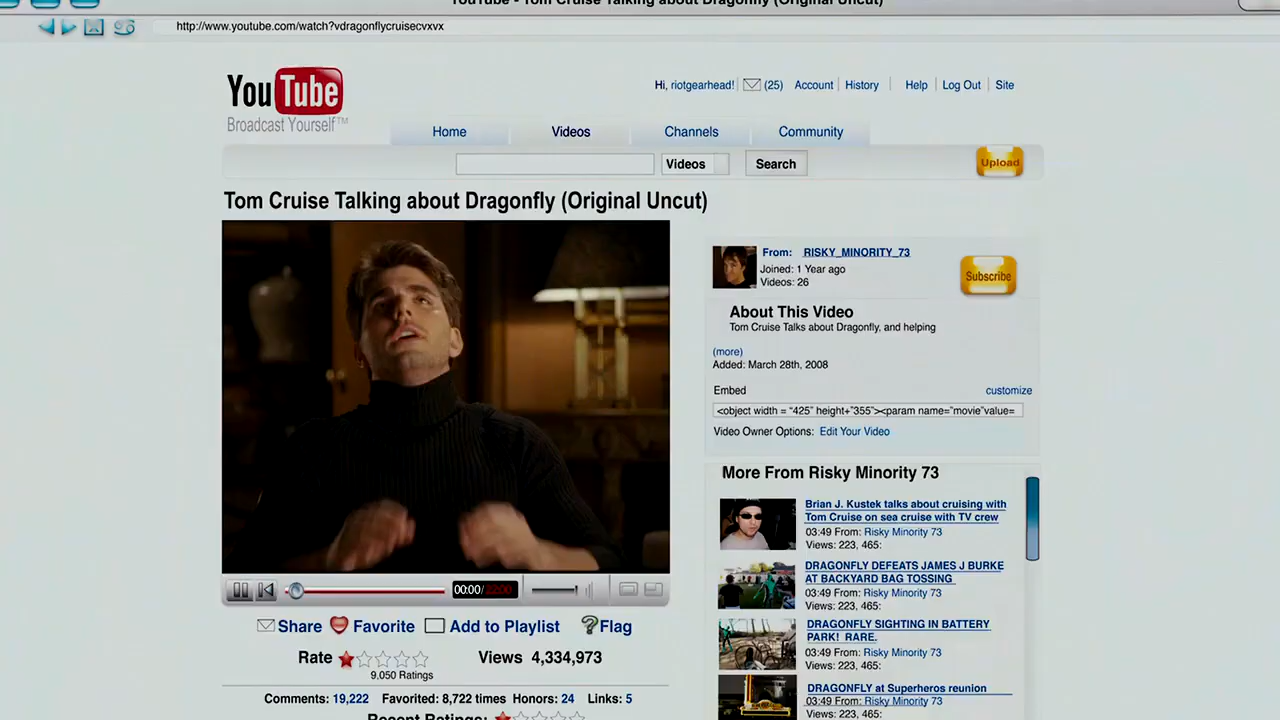 YouTube - Tom Cruise Talking about Dragonfly (Original Uncut)
http://www.youtube.com/watch?vdragonflycruisecvxvx
YouTube
Broadcast Yourself™
Hi, riotgearhead! (25) Account History Help Log Out Site
Home Videos Channels Community
Videos Search Upload
Tom Cruise Talking about Dragonfly (Original Uncut)
From: RISKY_MINORITY_73
Joined: 1 Year ago
Videos: 26
Subscribe
About This Video
Tom Cruise Talks about Dragonfly, and helping
(more)
Added: March 28th, 2008
Embed customize
<object width = “425” height+”355”><param name=”movie”value=
Video Owner Options: Edit Your Video
More From Risky Minority 73
Brian J. Kustek talks about cruising with
Tom Cruise on sea cruise with TV crew
03:49 From: Risky Minority 73
Views: 223, 465:
DRAGONFLY DEFEATS JAMES J BURKE
AT BACKYARD BAG TOSSING
03:49 From: Risky Minority 73
Views: 223, 465:
DRAGONFLY SIGHTING IN BATTERY
PARK! RARE.
03:49 From: Risky Minority 73
Views: 223, 465:
DRAGONFLY at Superheros reunion
03:49 From: Risky Minority 73
Views: 223, 465:
00:00/22:00
Share Favorite Add to Playlist Flag
Rate Views 4,334,973
9,050 Ratings
Comments: 19,222 Favorited: 8,722 times Honors: 24 Links: 5
Recent Ratings: